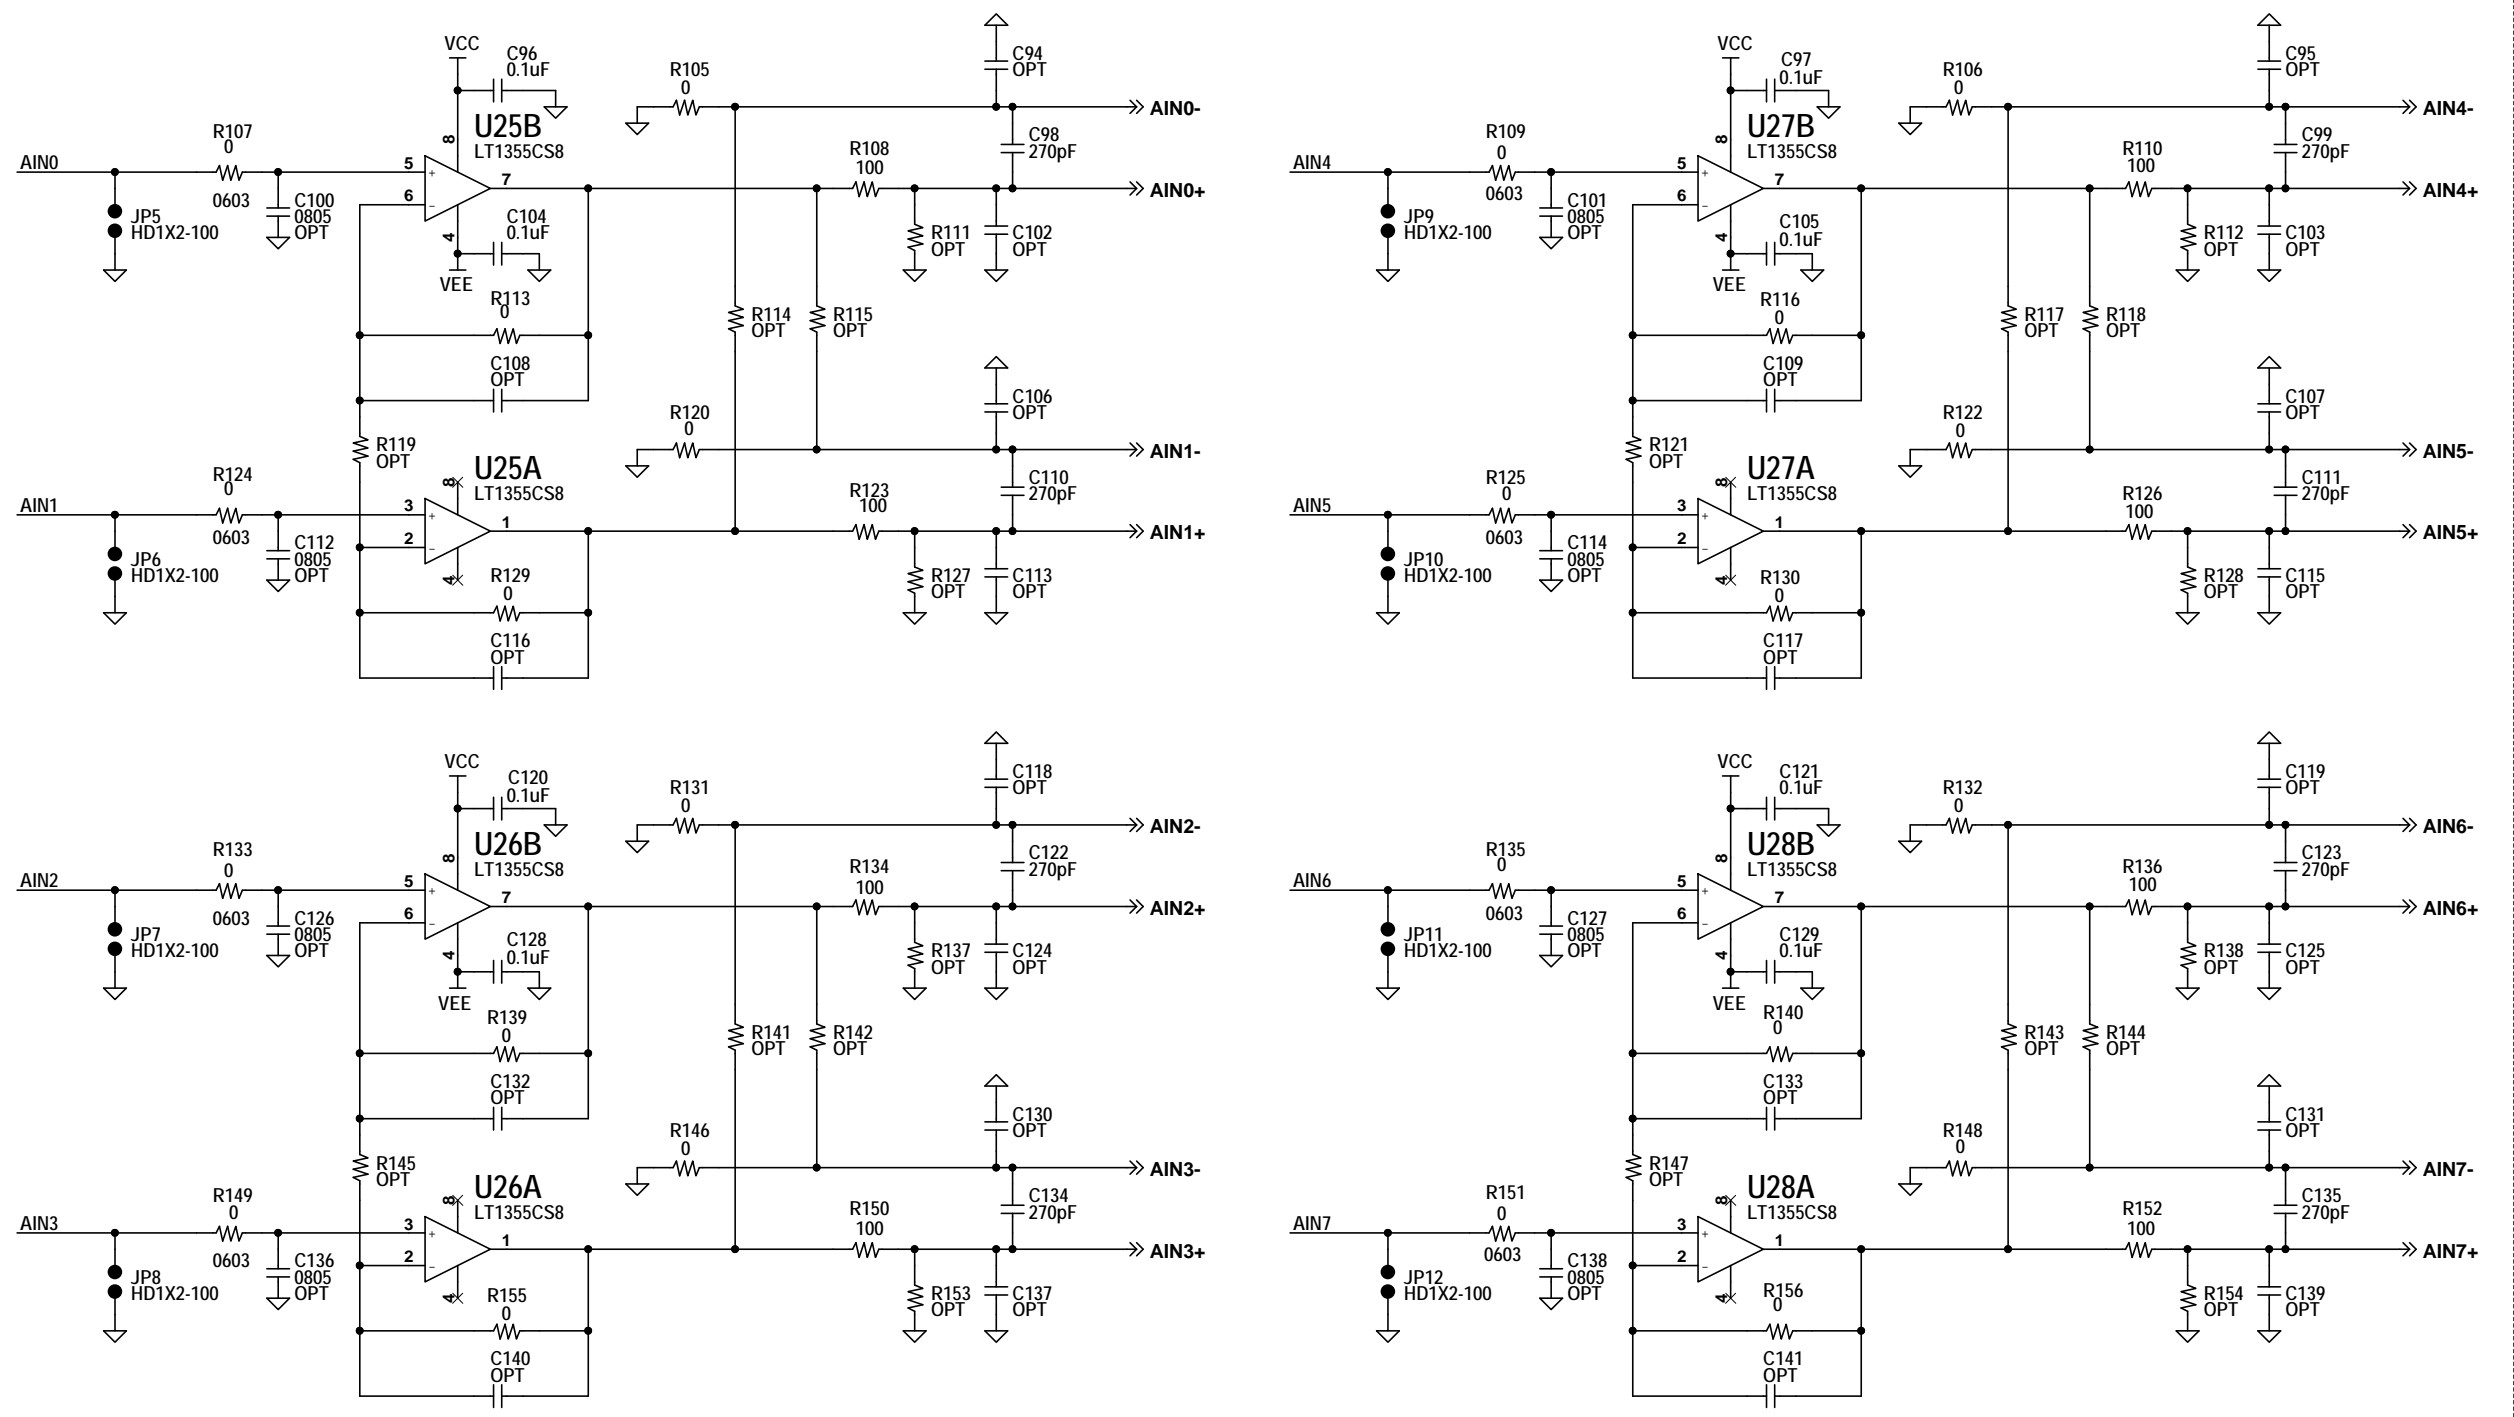 VCC
C96
0.1uF
R105
0
C94
OPT
AIN0-
R107
0
AIN0
0603
JP5
HD1X2-100
C100
0805
OPT
U25B
LT1355CS8
8
5
6
7
4
+
-
C104
0.1uF
VEE
R108
100
C98
270pF
AIN0+
R111
OPT
C102
OPT
R113
0
C108
OPT
R114
OPT
R115
OPT
R119
OPT
R120
0
C106
OPT
AIN1-
R124
0
AIN1
0603
JP6
HD1X2-100
C112
0805
OPT
U25A
LT1355CS8
8
3
2
1
4
+
-
R123
100
C110
270pF
AIN1+
R127
OPT
C113
OPT
R129
0
C116
OPT
VCC
C97
0.1uF
R106
0
C95
OPT
AIN4-
R109
0
AIN4
0603
JP9
HD1X2-100
C101
0805
OPT
U27B
LT1355CS8
8
5
6
7
4
+
-
C105
0.1uF
VEE
R110
100
C99
270pF
AIN4+
R112
OPT
C103
OPT
R116
0
C109
OPT
R117
OPT
R118
OPT
R121
OPT
R122
0
C107
OPT
AIN5-
R125
0
AIN5
0603
JP10
HD1X2-100
C114
0805
OPT
U27A
LT1355CS8
8
3
2
1
4
+
-
R126
100
C111
270pF
AIN5+
R128
OPT
C115
OPT
R130
0
C117
OPT
VCC
C120
0.1uF
R131
0
C118
OPT
AIN2-
R133
0
AIN2
0603
JP7
HD1X2-100
C126
0805
OPT
U26B
LT1355CS8
8
5
6
7
4
+
-
C128
0.1uF
VEE
R134
100
C122
270pF
AIN2+
R137
OPT
C124
OPT
R139
0
C132
OPT
R141
OPT
R142
OPT
R145
OPT
R146
0
C130
OPT
AIN3-
R149
0
AIN3
0603
JP8
HD1X2-100
C136
0805
OPT
U26A
LT1355CS8
8
3
2
1
4
+
-
R150
100
C134
270pF
AIN3+
R153
OPT
C137
OPT
R155
0
C140
OPT
VCC
C121
0.1uF
R132
0
C119
OPT
AIN6-
R135
0
AIN6
0603
JP11
HD1X2-100
C127
0805
OPT
U28B
LT1355CS8
8
5
6
7
4
+
-
C129
0.1uF
VEE
R136
100
C123
270pF
AIN6+
R138
OPT
C125
OPT
R140
0
C133
OPT
R143
OPT
R144
OPT
R147
OPT
R148
0
C131
OPT
AIN7-
R151
0
AIN7
0603
JP12
HD1X2-100
C138
0805
OPT
U28A
LT1355CS8
8
3
2
1
4
+
-
R152
100
C135
270pF
AIN7+
R154
OPT
C139
OPT
R156
0
C141
OPT